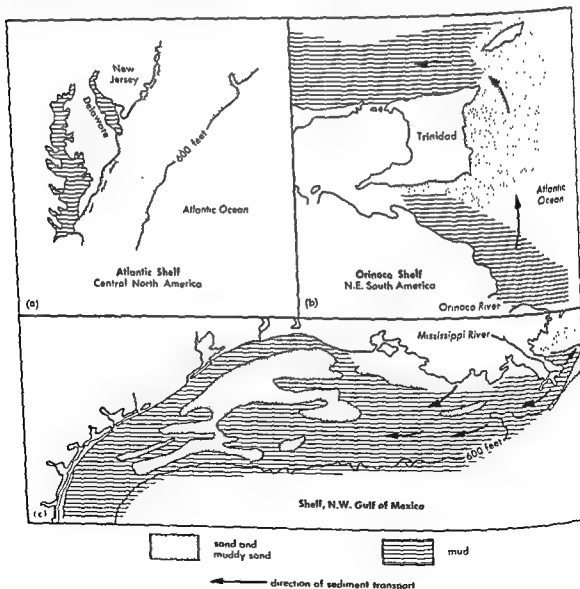 New
Jersey
Delaware
600 feet
Atlantic Ocean
Atlantic Shelf
Central North America
(a)
Trinidad
Atlantic
Ocean
Orinoco Shelf
N.E. South America
(b)
Orinoco River
Mississippi River
600 feet
(c)
Shelf, N.W. Gulf of Mexico
sand and
muddy sand
mud
direction of sediment transport